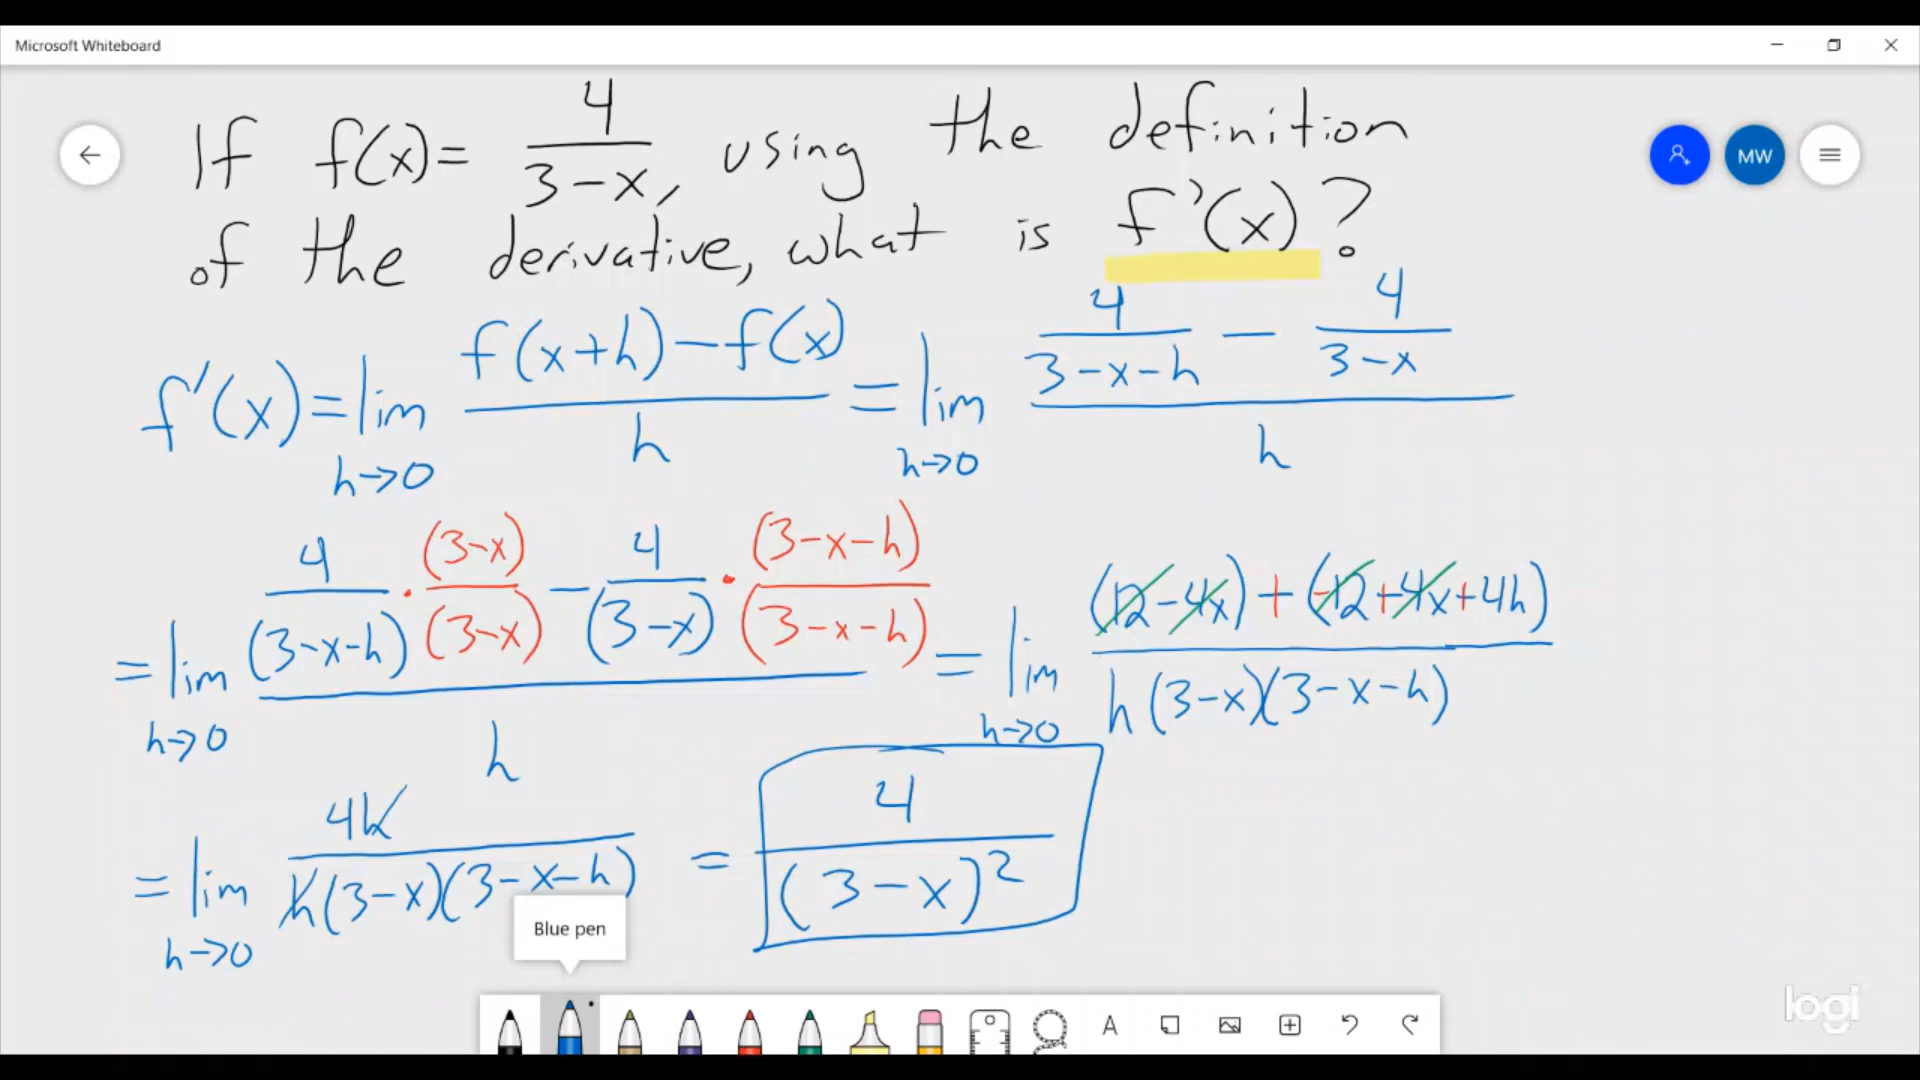 Microsoft Whiteboard
If f(x) = 4/(3-x), using the definition
of the derivative, what is f'(x)?
MW
f'(x) = lim h→0 (f(x+h) - f(x))/h = lim h→0 (4/(3-x-h) - 4/(3-x))/h
= lim h→0 (4/(3-x-h) · (3-x)/(3-x) - 4/(3-x) · (3-x-h)/(3-x-h))/h = lim h→0 ((12-4x) + (-12+4x+4h))/(h(3-x)(3-x-h))
= lim h→0 4h/(h(3-x)(3-x-h)) = 4/(3-x)²
Blue pen
logi
A